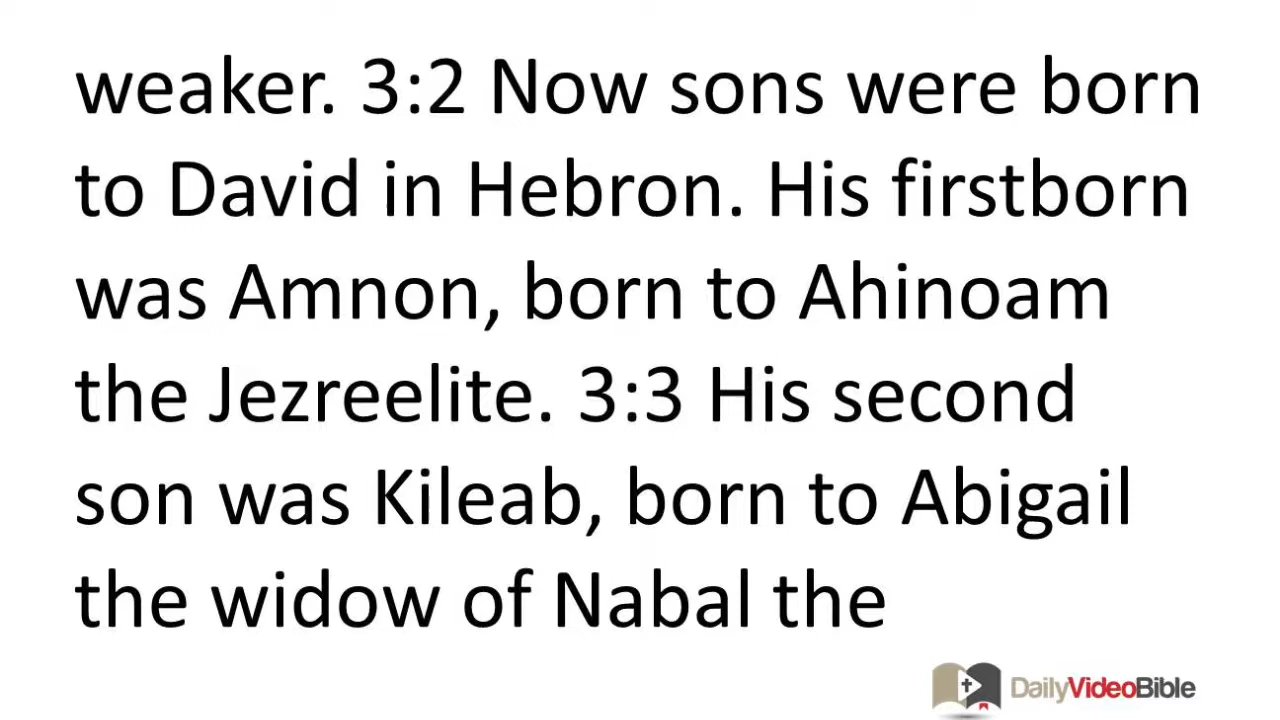 weaker. 3:2 Now sons were born
to David in Hebron. His firstborn
was Amnon, born to Ahinoam
the Jezreelite. 3:3 His second
son was Kileab, born to Abigail
the widow of Nabal the
DailyVideoBible